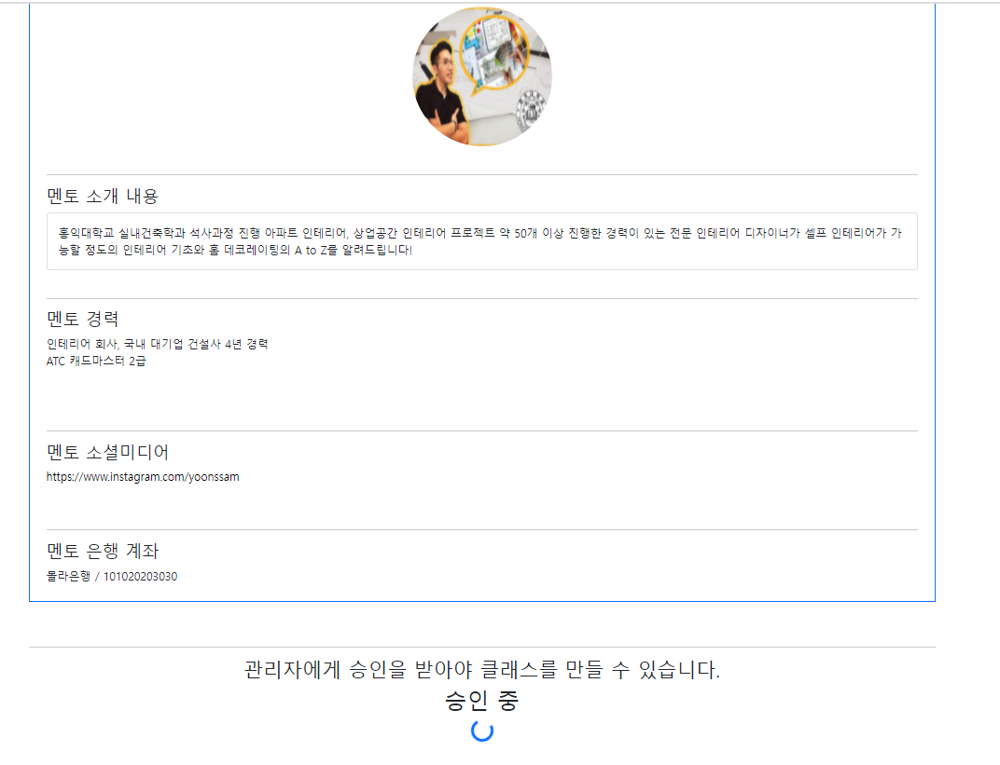 멘토 소개 내용
홍익대학교 실내건축학과 석사과정 진행 아파트 인테리어, 상업공간 인테리어 프로젝트 약 50개 이상 진행한 경력이 있는 전문 인테리어 디자이너가 셀프 인테리어가 가
능할 정도의 인테리어 기초와 홈 데코레이팅의 A to Z를 알려드립니다!
멘토 경력
인테리어 회사, 국내 대기업 건설사 4년 경력
ATC 캐드마스터 2급
멘토 소셜미디어
https://www.instagram.com/yoonssam
멘토 은행 계좌
몰라은행 / 101020203030
관리자에게 승인을 받아야 클래스를 만들 수 있습니다.
승인 중